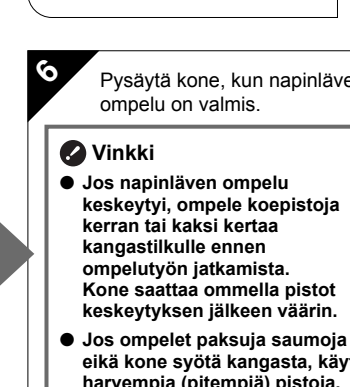 6
Pysäytä kone, kun napinläve
ompelu on valmis.
Vinkki
● Jos napinläven ompelu
keskeytyi, ompele koepistoja
kerran tai kaksi kertaa
kangastilkulle ennen
ompelutyön jatkamista.
Kone saattaa ommella pistot
keskeytyksen jälkeen väärin.
● Jos ompelet paksuja saumoja
eikä kone syötä kangasta, käy
harvempia (pitempiä) pistoja.